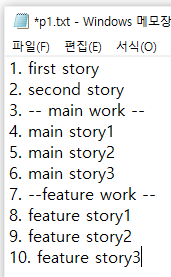 *p1.txt - Windows 메모장
파일(F) 편집(E) 서식(O)
1. first story
2. second story
3. -- main work --
4. main story1
5. main story2
6. main story3
7. --feature work --
8. feature story1
9. feature story2
10. feature story3